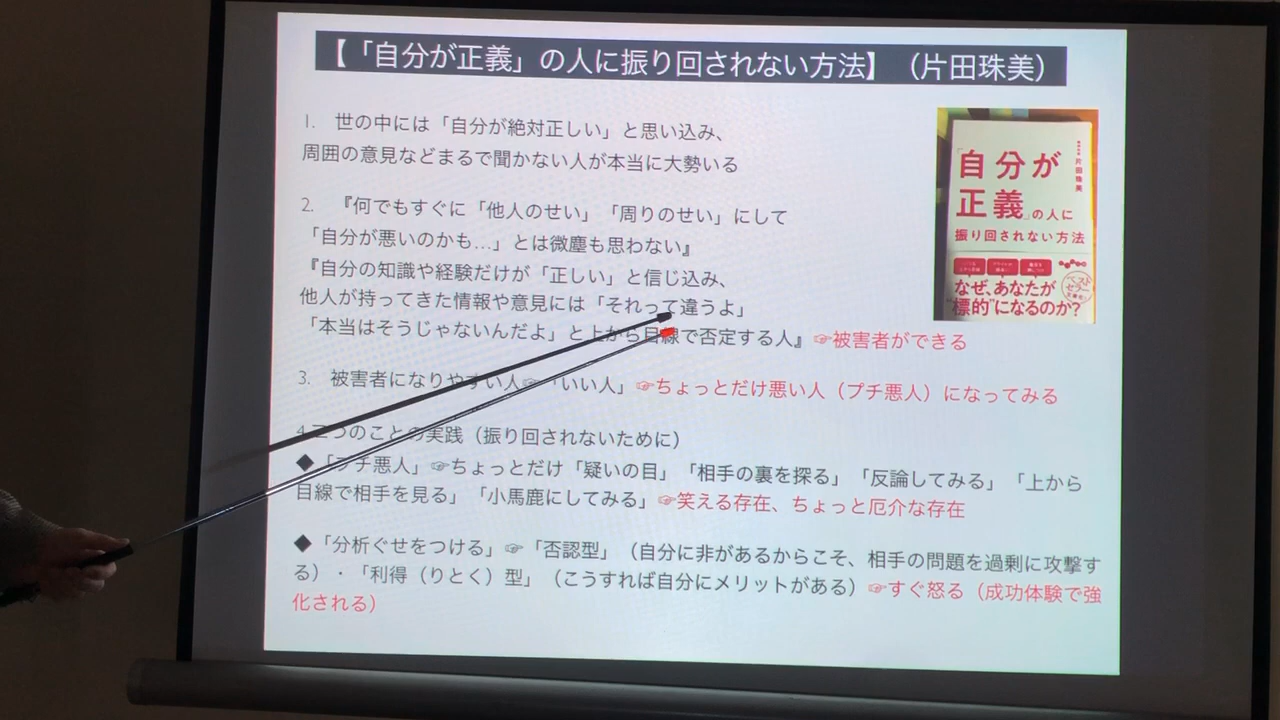 【「自分が正義」の人に振り回されない方法】（片田珠美）
1. 世の中には「自分が絶対正しい」と思い込み、
周囲の意見などまるで聞かない人が本当に大勢いる
2. 『何でもすぐに「他人のせい」「周りのせい」にして
「自分が悪いのかも…」とは微塵も思わない』
『自分の知識や経験だけが「正しい」と信じ込み、
他人が持ってきた情報や意見には「それって違うよ」
「本当はそうじゃないんだよ」と上から目線で否定する人』☞被害者ができる
3. 被害者になりやすい人☞「いい人」☞ちょっとだけ悪い人（プチ悪人）になってみる
4.二つのことの実践（振り回されないために）
◆「プチ悪人」☞ちょっとだけ「疑いの目」「相手の裏を探る」「反論してみる」「上から
目線で相手を見る」「小馬鹿にしてみる」☞笑える存在、ちょっと厄介な存在
◆「分析ぐせをつける」☞「否認型」（自分に非があるからこそ、相手の問題を過剰に攻撃す
る）・「利得（りとく）型」（こうすれば自分にメリットがある）☞すぐ怒る（成功体験で強
化される）
片田珠美
「自分が
正義」の人に
振り回されない方法
なぜ、あなたが
"標的"になるのか?